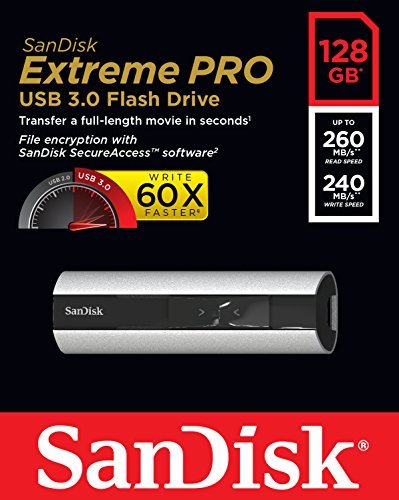 SanDisk
Extreme PRO
USB 3.0 Flash Drive
Transfer a full-length movie in seconds¹
File encryption with
SanDisk SecureAccess™ software²
128
GB*
UP TO
260
MB/s**
READ SPEED
240
MB/s**
WRITE SPEED
USB 2.0
USB 3.0
WRITE
60X
FASTER⁶
SanDisk
SanDisk®